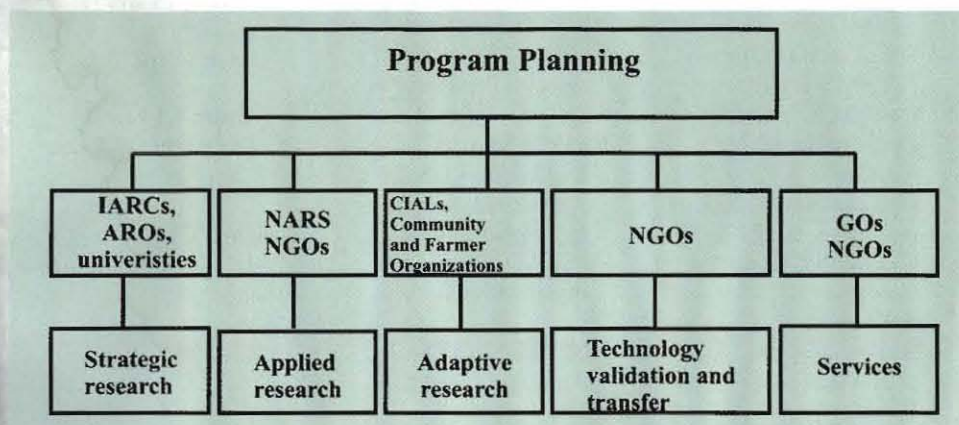 Program Planning
IARCs,
AROs,
univeristies
NARS
NGOs
CIALs,
Community
and Farmer
Organizations
NGOs
GOs
NGOs
Strategic
research
Applied
research
Adaptive
research
Technology
validation and
transfer
Services